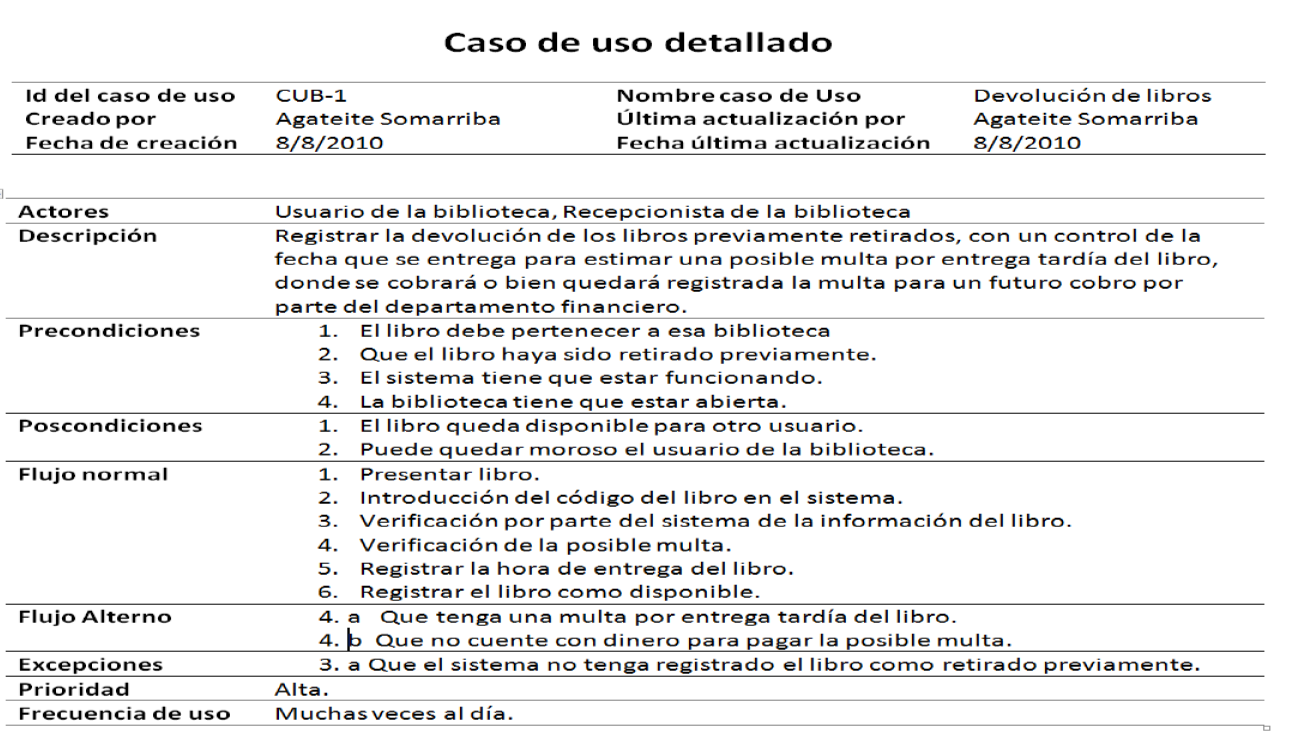 Caso de uso detallado
Id del caso de uso CUB-1 Nombre caso de Uso Devolución de libros
Creado por Agateite Somarriba Última actualización por Agateite Somarriba
Fecha de creación 8/8/2010 Fecha última actualización 8/8/2010
Actores Usuario de la biblioteca, Recepcionista de la biblioteca
Descripción Registrar la devolución de los libros previamente retirados, con un control de la
fecha que se entrega para estimar una posible multa por entrega tardía del libro,
donde se cobrará o bien quedará registrada la multa para un futuro cobro por
parte del departamento financiero.
Precondiciones 1. El libro debe pertenecer a esa biblioteca
2. Que el libro haya sido retirado previamente.
3. El sistema tiene que estar funcionando.
4. La biblioteca tiene que estar abierta.
Poscondiciones 1. El libro queda disponible para otro usuario.
2. Puede quedar moroso el usuario de la biblioteca.
Flujo normal 1. Presentar libro.
2. Introducción del código del libro en el sistema.
3. Verificación por parte del sistema de la información del libro.
4. Verificación de la posible multa.
5. Registrar la hora de entrega del libro.
6. Registrar el libro como disponible.
Flujo Alterno 4. a Que tenga una multa por entrega tardía del libro.
4. b Que no cuente con dinero para pagar la posible multa.
Excepciones 3. a Que el sistema no tenga registrado el libro como retirado previamente.
Prioridad Alta.
Frecuencia de uso Muchas veces al día.